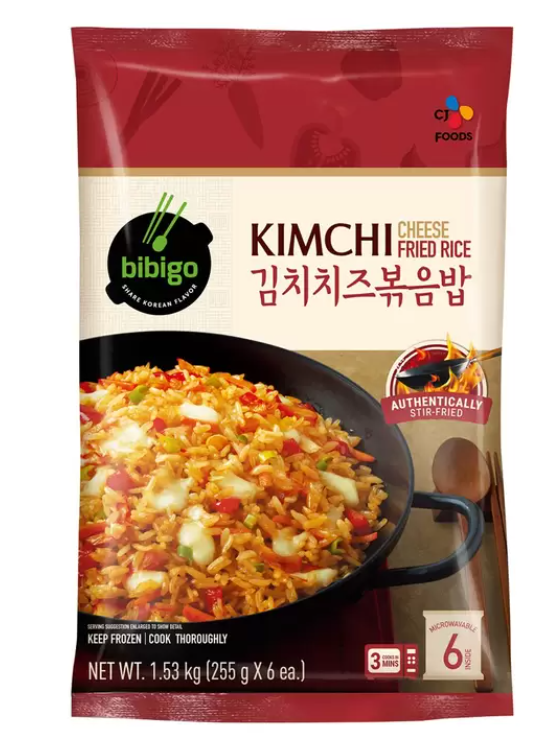 CJ
FOODS
bibigo
SHARE KOREAN FLAVOR
KIMCHI CHEESE FRIED RICE
김치치즈볶음밥
AUTHENTICALLY
STIR-FRIED
SERVING SUGGESTION ENLARGED TO SHOW DETAIL
KEEP FROZEN | COOK THOROUGHLY
NET WT. 1.53 kg (255 g X 6 ea.)
3 COOKS IN MINS
MICROWAVABLE
6 INSIDE